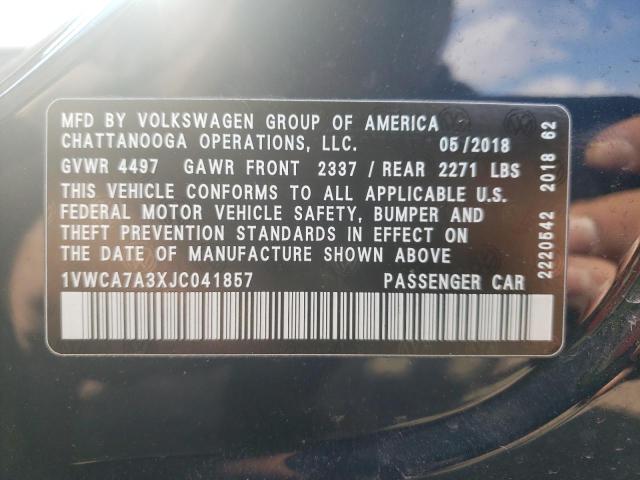 MFD BY VOLKSWAGEN GROUP OF AMERICA
CHATTANOOGA OPERATIONS, LLC. 05/2018
GVWR 4497 GAWR FRONT 2337 / REAR 2271 LBS
THIS VEHICLE CONFORMS TO ALL APPLICABLE U.S.
FEDERAL MOTOR VEHICLE SAFETY, BUMPER AND
THEFT PREVENTION STANDARDS IN EFFECT ON
THE DATE OF MANUFACTURE SHOWN ABOVE
1VWCA7A3XJC041857 PASSENGER CAR
2220542 2018 62